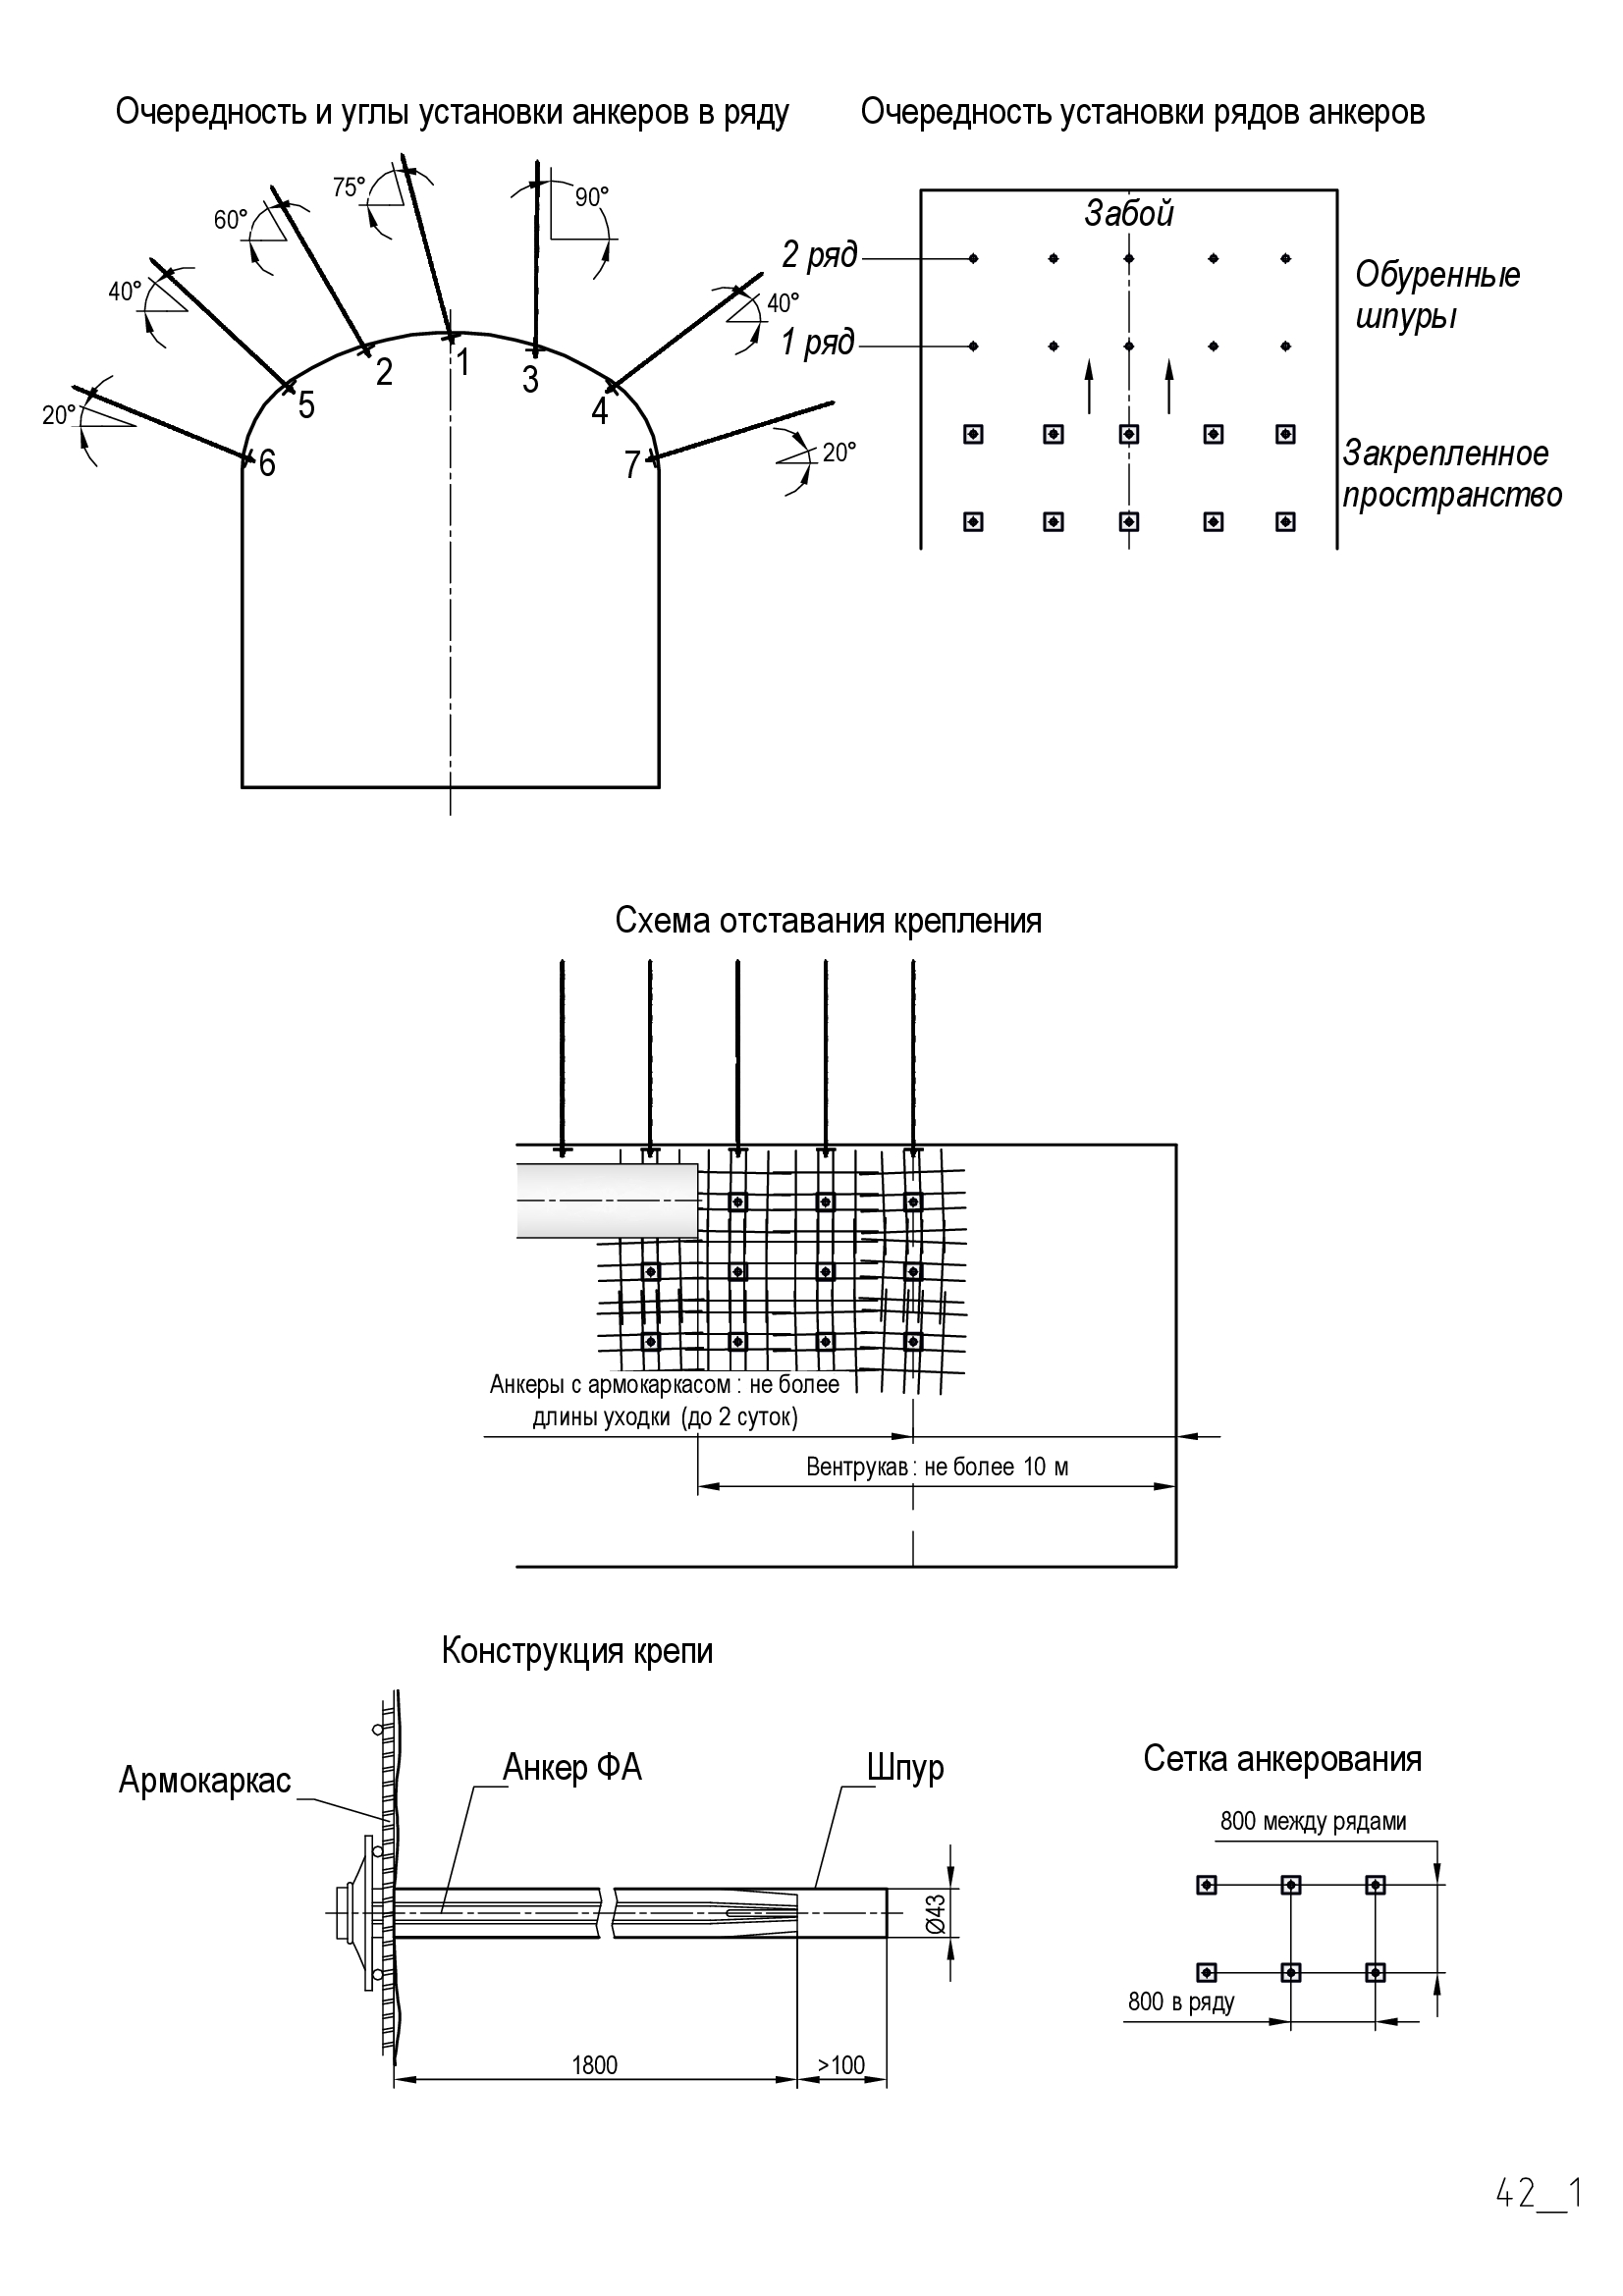 Очередность и углы установки анкеров в ряду
75°
90°
60°
40°
40°
20°
20°
1
2
3
5
4
6
7
Очередность установки рядов анкеров
Забой
2 ряд
Обуренные
шпуры
1 ряд
Закрепленное
пространство
Схема отставания крепления
Анкеры с армокаркасом : не более
длины уходки (до 2 суток)
Вентрукав : не более 10 м
Конструкция крепи
Армокаркас
Анкер ФА
Шпур
Ø43
1800
>100
Сетка анкерования
800 между рядами
800 в ряду
42_1